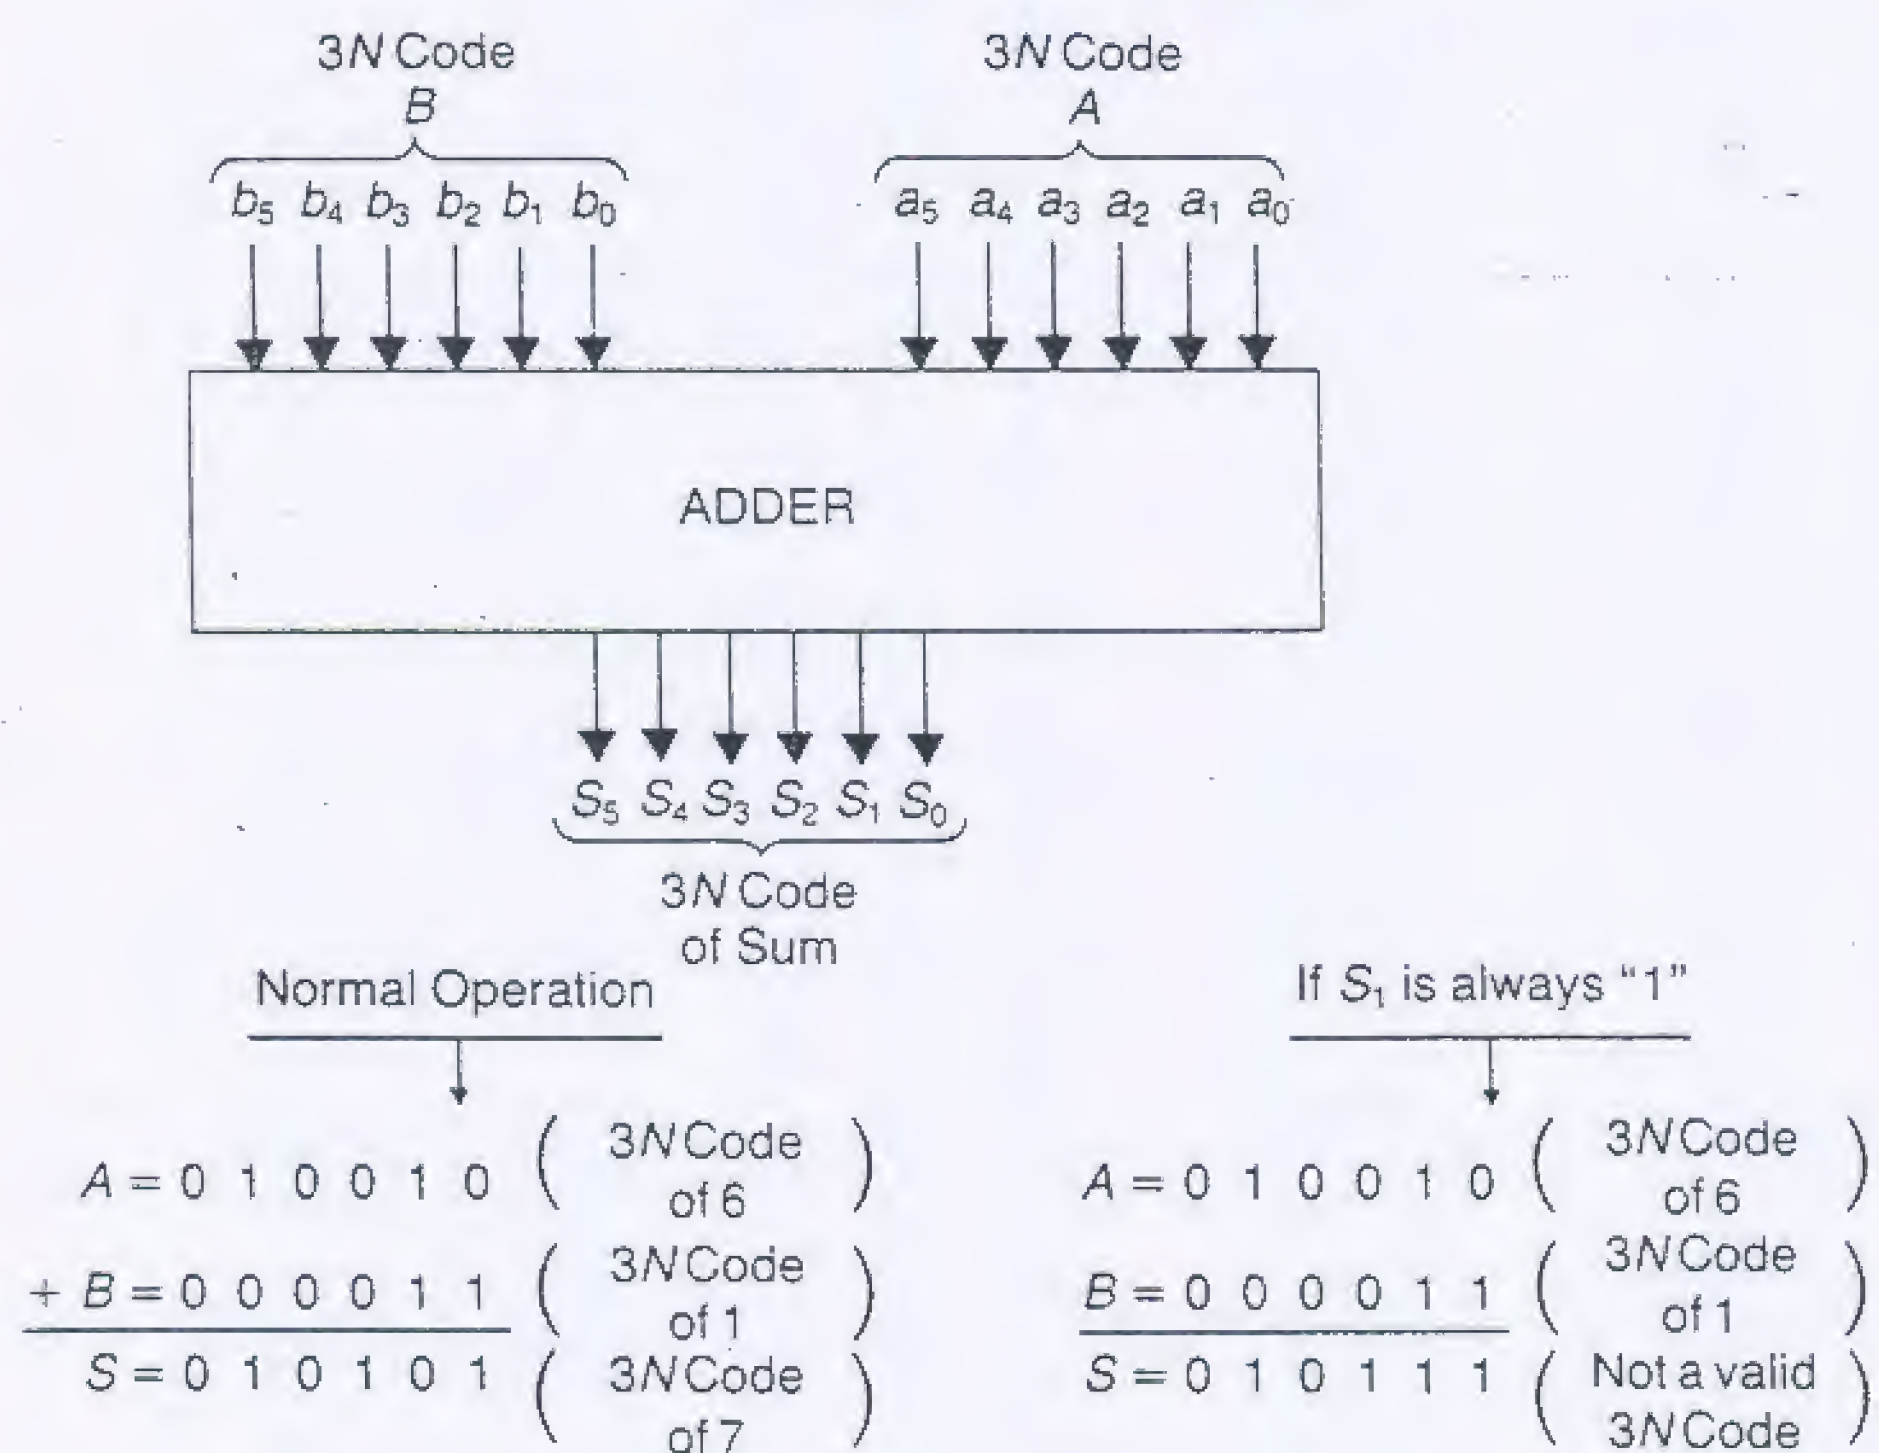 3N Code
B
3N Code
A
b₅ b₄ b₃ b₂ b₁ b₀
a₅ a₄ a₃ a₂ a₁ a₀
ADDER
S₅ S₄ S₃ S₂ S₁ S₀
3N Code
of Sum
Normal Operation
A = 0 1 0 0 1 0 ( 3N Code of 6 )
+ B = 0 0 0 0 1 1 ( 3N Code of 1 )
S = 0 1 0 1 0 1 ( 3N Code of 7 )
If S₁ is always "1"
A = 0 1 0 0 1 0 ( 3N Code of 6 )
B = 0 0 0 0 1 1 ( 3N Code of 1 )
S = 0 1 0 1 1 1 ( Not a valid 3N Code )